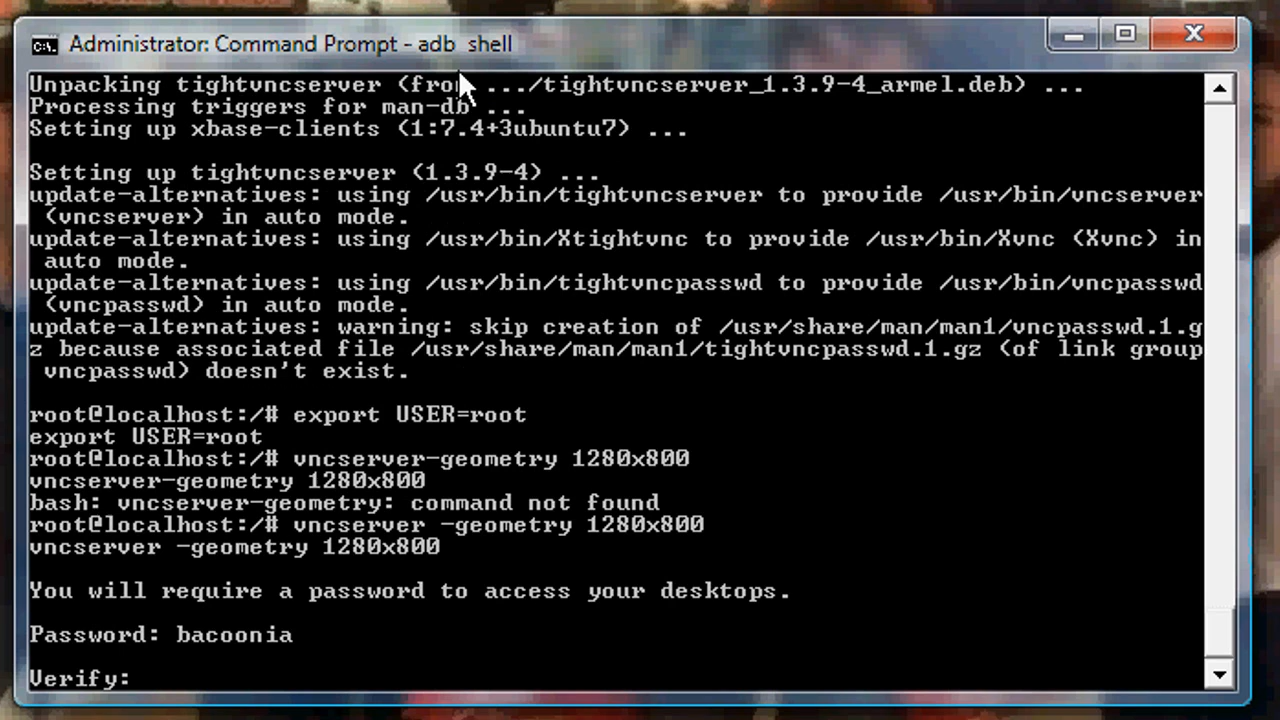 Administrator: Command Prompt - adb  shell
Unpacking tightvncserver (fro  .../tightvncserver_1.3.9-4_armel.deb) ...
Processing triggers for man-db ...
Setting up xbase-clients (1:7.4+3ubuntu7) ...
Setting up tightvncserver (1.3.9-4) ...
update-alternatives: using /usr/bin/tightvncserver to provide /usr/bin/vncserver
(vncserver) in auto mode.
update-alternatives: using /usr/bin/Xtightvnc to provide /usr/bin/Xvnc (Xvnc) in
auto mode.
update-alternatives: using /usr/bin/tightvncpasswd to provide /usr/bin/vncpasswd
(vncpasswd) in auto mode.
update-alternatives: warning: skip creation of /usr/share/man/man1/vncpasswd.1.g
z because associated file /usr/share/man/man1/tightvncpasswd.1.gz (of link group
vncpasswd) doesn't exist.
root@localhost:/# export USER=root
export USER=root
root@localhost:/# vncserver-geometry 1280x800
vncserver-geometry 1280x800
bash: vncserver-geometry: command not found
root@localhost:/# vncserver -geometry 1280x800
vncserver -geometry 1280x800
You will require a password to access your desktops.
Password: bacoonia
Verify: